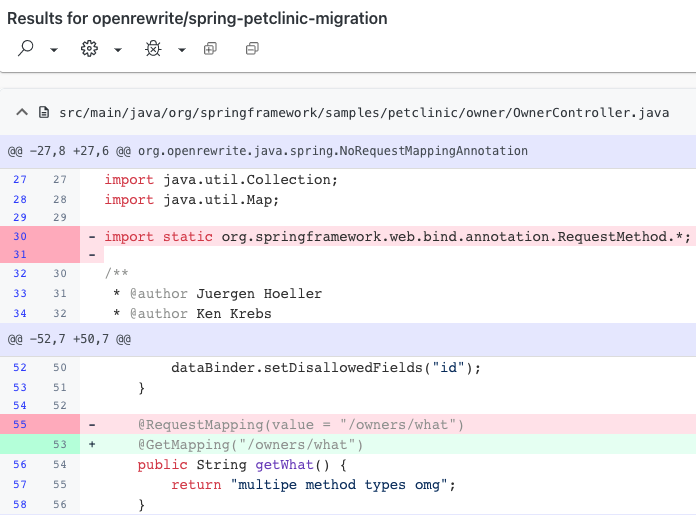 Results for openrewrite/spring-petclinic-migration
src/main/java/org/springframework/samples/petclinic/owner/OwnerController.java
@@ -27,8 +27,6 @@ org.openrewrite.java.spring.NoRequestMappingAnnotation
27 27 import java.util.Collection;
28 28 import java.util.Map;
29 29
30 - import static org.springframework.web.bind.annotation.RequestMethod.*;
31 -
32 30 /**
33 31 * @author Juergen Hoeller
34 32 * @author Ken Krebs
@@ -52,7 +50,7 @@
52 50 dataBinder.setDisallowedFields("id");
53 51 }
54 52
55 - @RequestMapping(value = "/owners/what")
53 + @GetMapping("/owners/what")
56 54 public String getWhat() {
57 55 return "multipe method types omg";
58 56 }